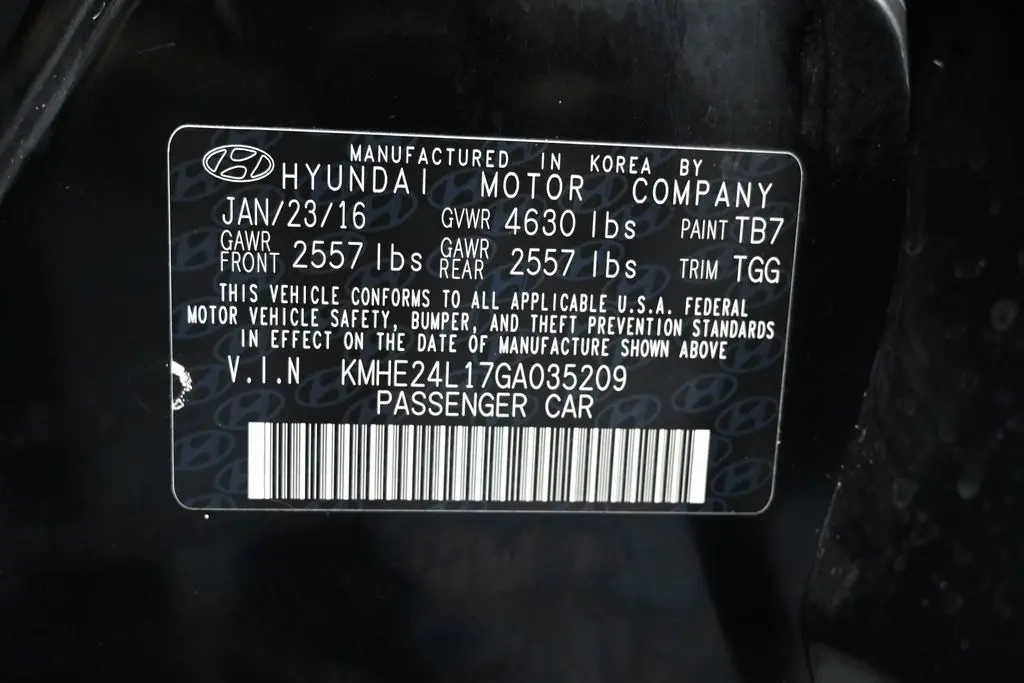 MANUFACTURED IN KOREA BY
HYUNDAI MOTOR COMPANY
JAN/23/16 GVWR 4630 lbs PAINT TB7
GAWR FRONT 2557 lbs GAWR REAR 2557 lbs TRIM TGG
THIS VEHICLE CONFORMS TO ALL APPLICABLE U.S.A. FEDERAL
MOTOR VEHICLE SAFETY, BUMPER, AND THEFT PREVENTION STANDARDS
IN EFFECT ON THE DATE OF MANUFACTURE SHOWN ABOVE
V.I.N KMHE24L17GA035209
PASSENGER CAR